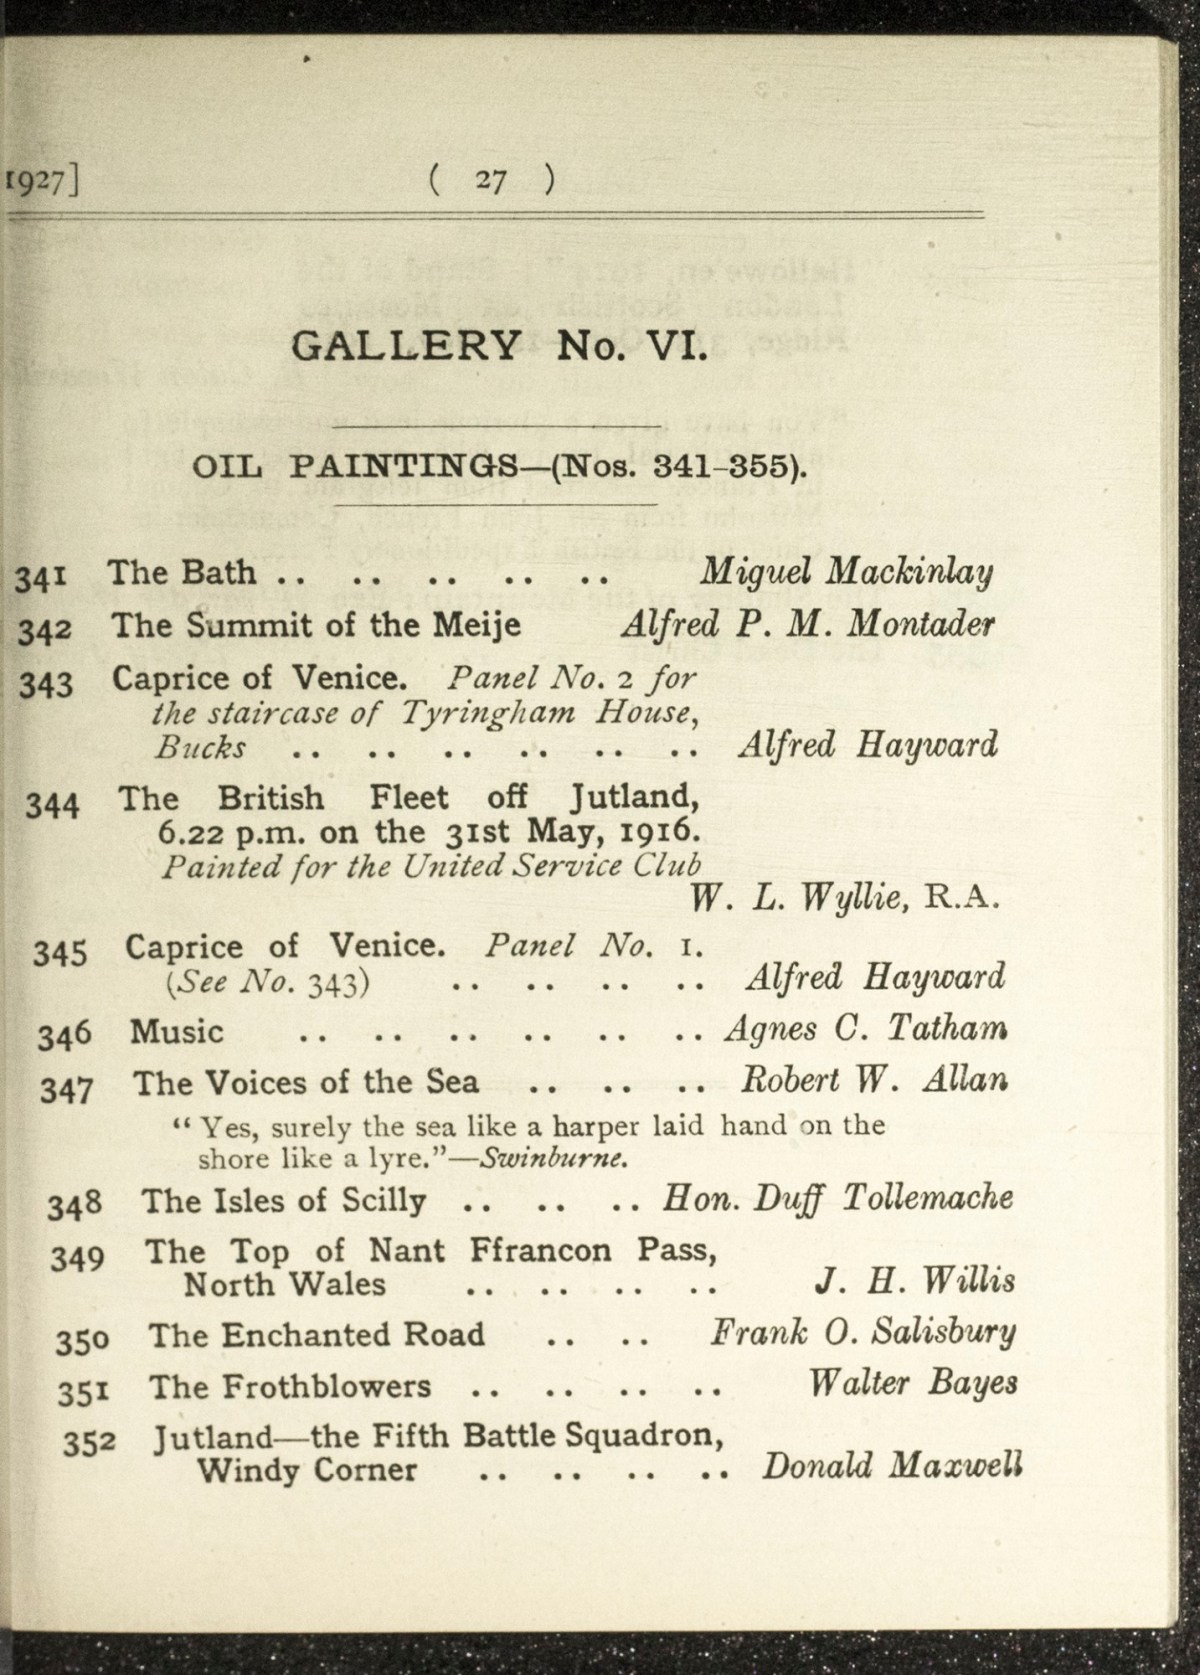 1927] ( 27 )
GALLERY No. VI.
OIL PAINTINGS—(Nos. 341-355).
341 The Bath .. .. .. .. .. Miguel Mackinlay
342 The Summit of the Meije Alfred P. M. Montader
343 Caprice of Venice. Panel No. 2 for
the staircase of Tyringham House,
Bucks .. .. .. .. .. .. Alfred Hayward
344 The British Fleet off Jutland,
6.22 p.m. on the 31st May, 1916.
Painted for the United Service Club
W. L. Wyllie, R.A.
345 Caprice of Venice. Panel No. 1.
(See No. 343) .. .. .. .. Alfred Hayward
346 Music .. .. .. .. .. .. Agnes C. Tatham
347 The Voices of the Sea .. .. .. Robert W. Allan
“ Yes, surely the sea like a harper laid hand on the
shore like a lyre.”—Swinburne.
348 The Isles of Scilly .. .. .. Hon. Duff Tollemache
349 The Top of Nant Ffrancon Pass,
North Wales .. .. .. .. J. H. Willis
350 The Enchanted Road .. .. Frank O. Salisbury
351 The Frothblowers .. .. .. .. Walter Bayes
352 Jutland—the Fifth Battle Squadron,
Windy Corner .. .. .. .. Donald Maxwell